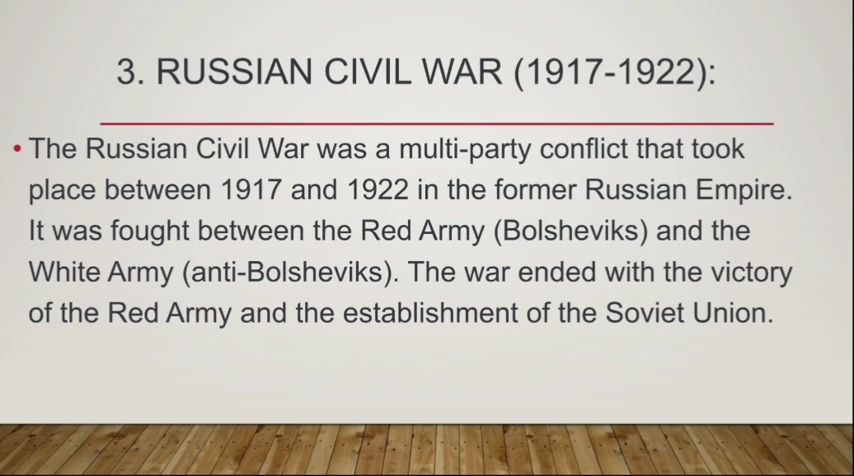 3. RUSSIAN CIVIL WAR (1917-1922):
• The Russian Civil War was a multi-party conflict that took
place between 1917 and 1922 in the former Russian Empire.
It was fought between the Red Army (Bolsheviks) and the
White Army (anti-Bolsheviks). The war ended with the victory
of the Red Army and the establishment of the Soviet Union.